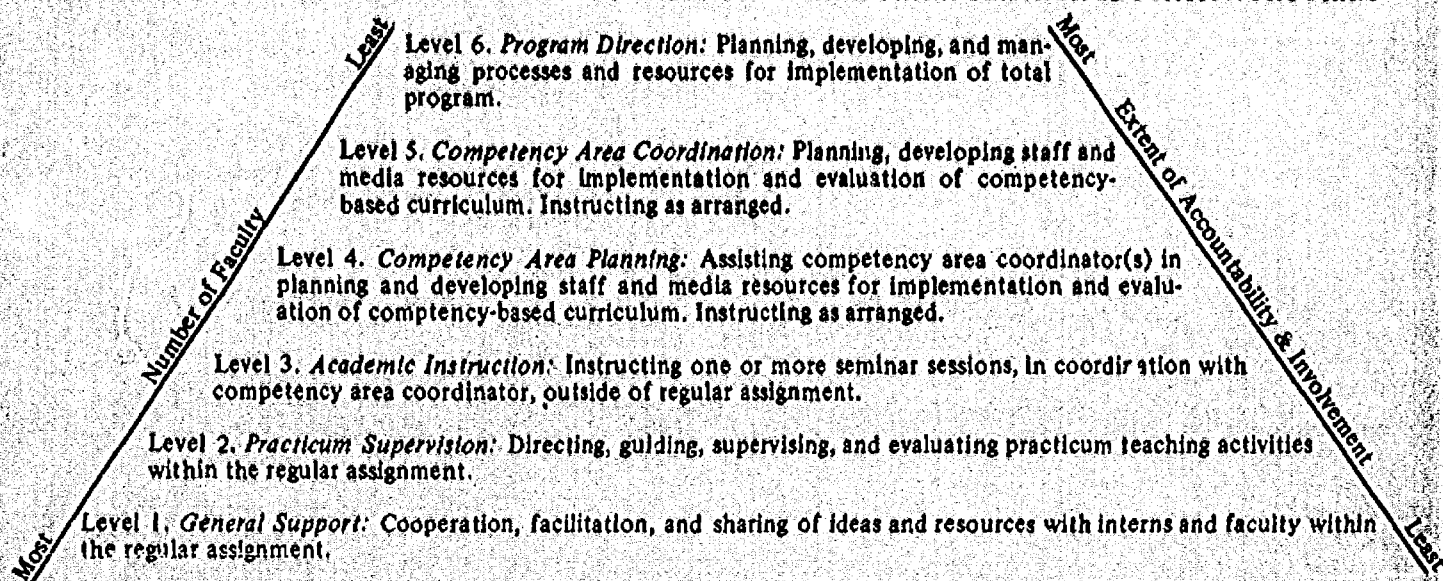 Least
Most
Level 6. Program Direction: Planning, developing, and man-
aging processes and resources for implementation of total
program.
Extent of Accountability & Involvement
Level 5. Competency Area Coordination: Planning, developing staff and
media resources for implementation and evaluation of competency-
based curriculum. Instructing as arranged.
Number of Faculty
Level 4. Competency Area Planning: Assisting competency area coordinator(s) in
planning and developing staff and media resources for implementation and evalu-
ation of comptency-based curriculum. Instructing as arranged.
Level 3. Academic Instruction: Instructing one or more seminar sessions, in coordination with
competency area coordinator, outside of regular assignment.
Level 2. Practicum Supervision: Directing, guiding, supervising, and evaluating practicum teaching activities
within the regular assignment.
Level 1. General Support: Cooperation, facilitation, and sharing of ideas and resources with interns and faculty within
the regular assignment.
Most
Least